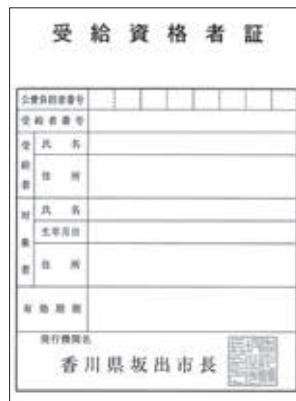 受給資格者証
公費負担者番号
受給者番号
受給者
氏名
住所
対象者
氏名
生年月日
住所
有効期間
発行機関名
香川県坂出市長